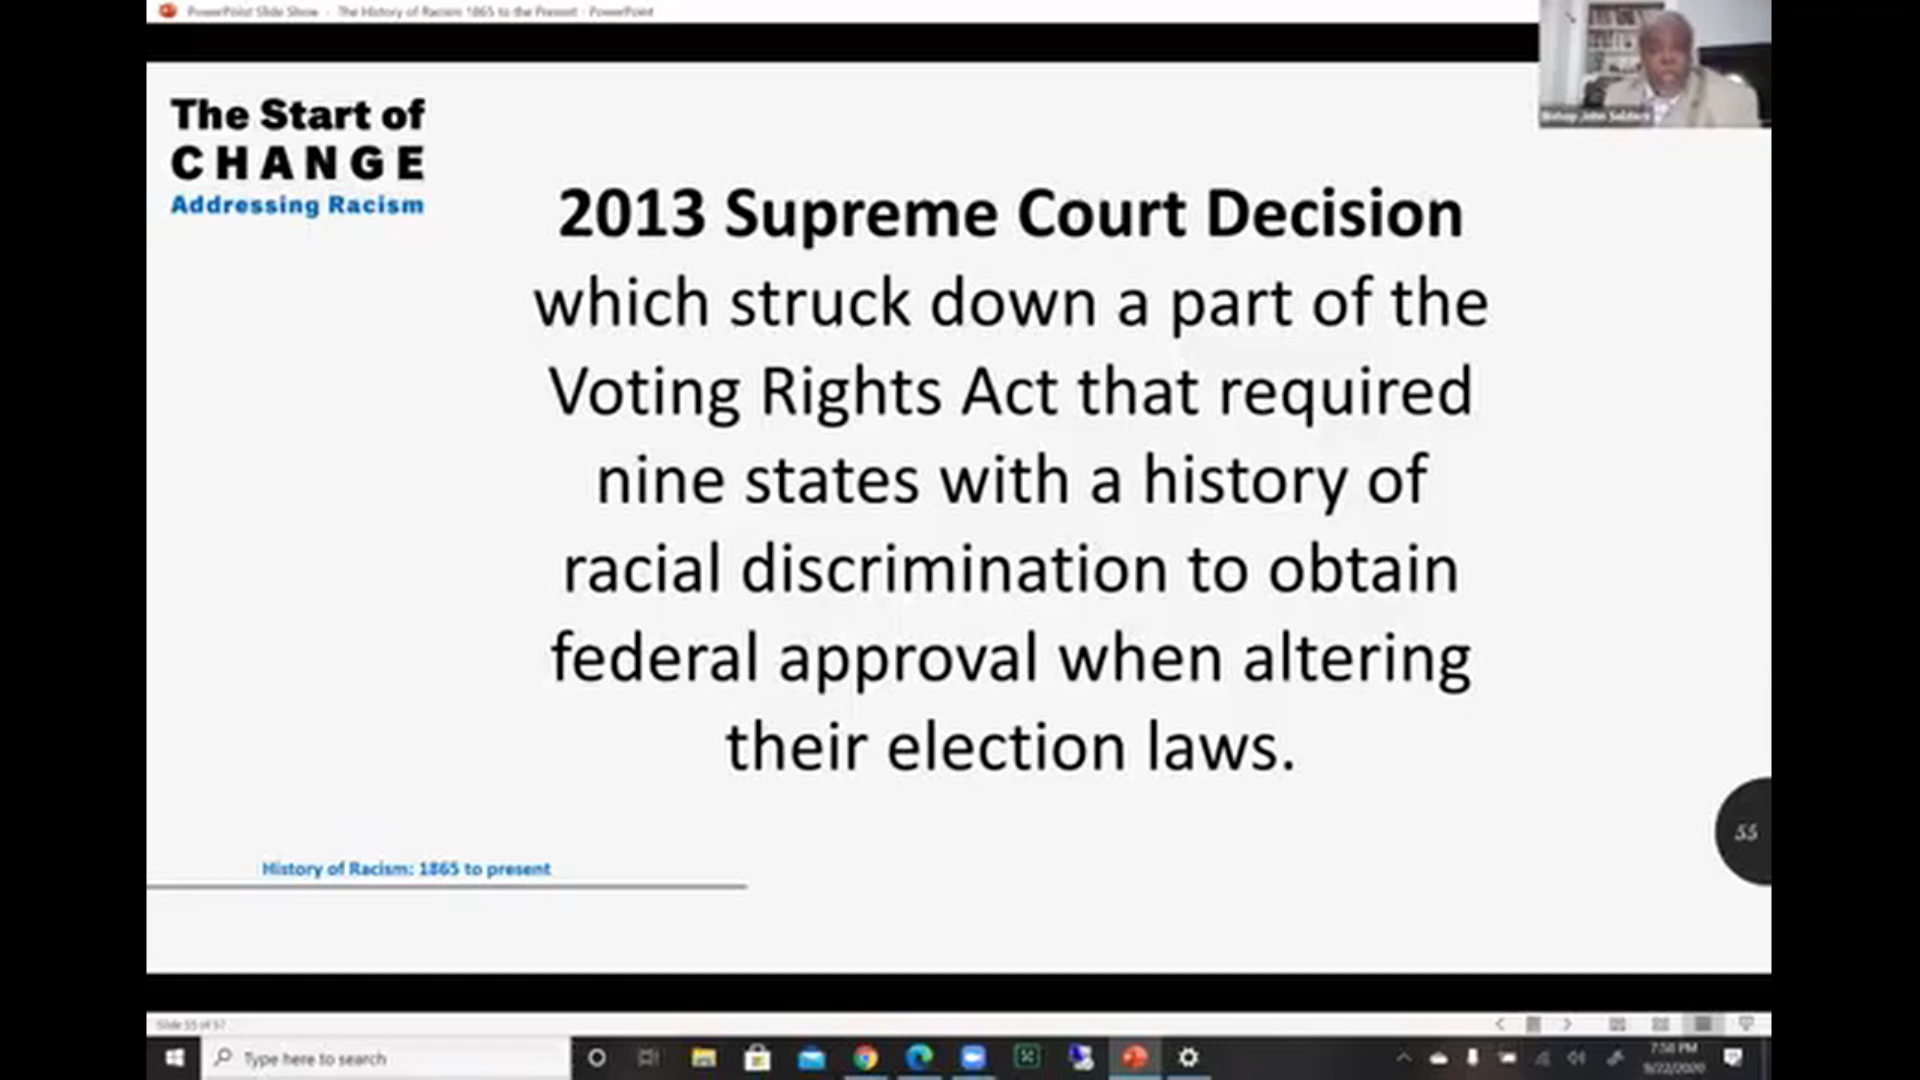 PowerPoint Slide Show - The History of Racism 1865 to the Present - PowerPoint
Bishop John Selders
The Start of
CHANGE
Addressing Racism
2013 Supreme Court Decision
which struck down a part of the
Voting Rights Act that required
nine states with a history of
racial discrimination to obtain
federal approval when altering
their election laws.
55
History of Racism: 1865 to present
Slide 55 of 57
Type here to search
7:58 PM
9/22/2020